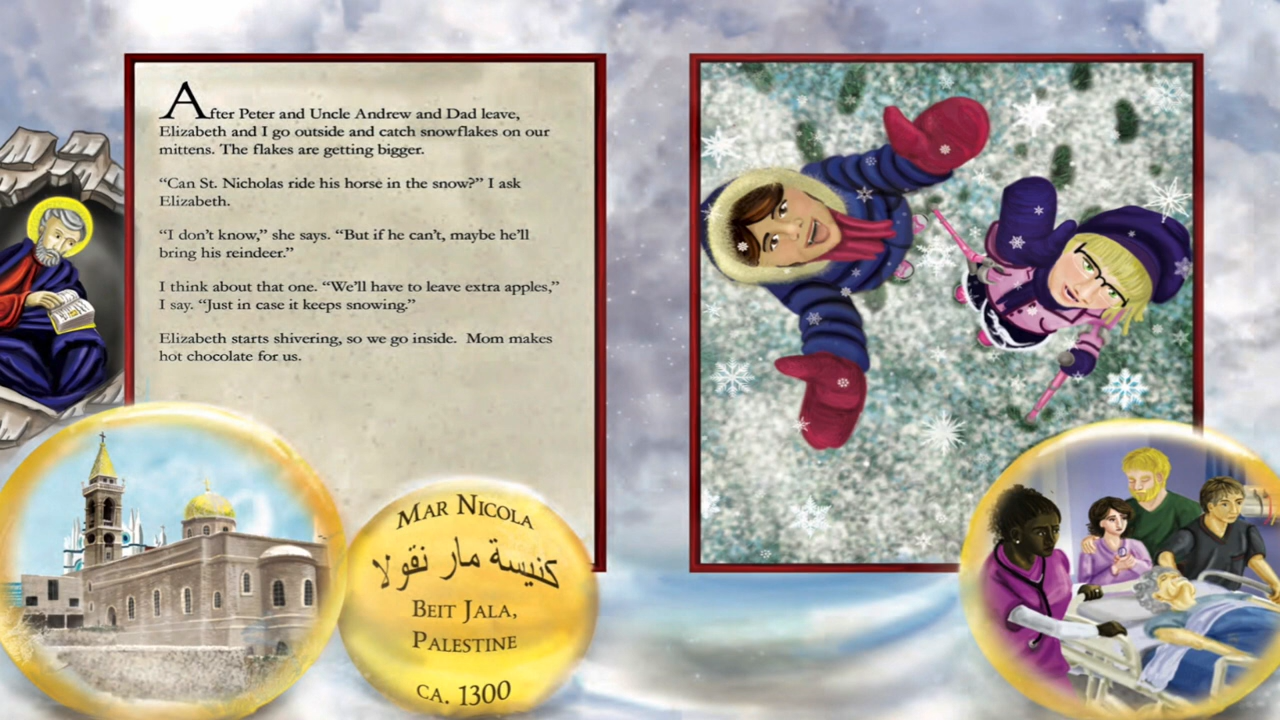 After Peter and Uncle Andrew and Dad leave,
Elizabeth and I go outside and catch snowflakes on our
mittens. The flakes are getting bigger.
“Can St. Nicholas ride his horse in the snow?” I ask
Elizabeth.
“I don’t know,” she says. “But if he can’t, maybe he’ll
bring his reindeer.”
I think about that one. “We’ll have to leave extra apples,”
I say. “Just in case it keeps snowing.”
Elizabeth starts shivering, so we go inside.  Mom makes
hot chocolate for us.
Mar Nicola
كنيسة مار نقولا
Beit Jala,
Palestine
ca. 1300